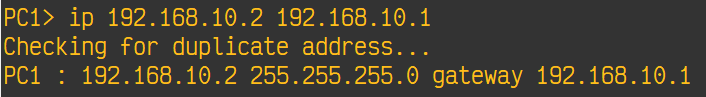 PC1> ip 192.168.10.2 192.168.10.1
Checking for duplicate address...
PC1 : 192.168.10.2 255.255.255.0 gateway 192.168.10.1